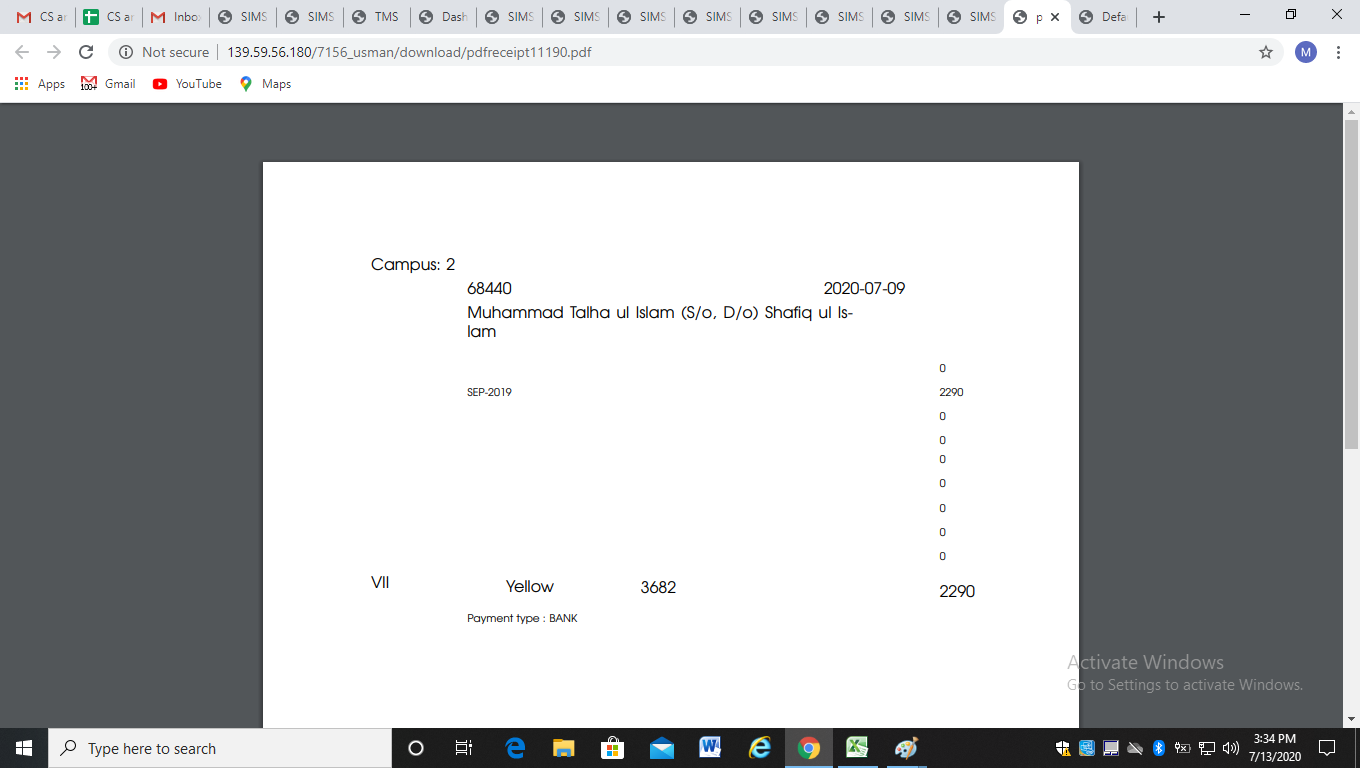 CS ar
CS ar
Inbo
SIMS
SIMS
TMS
Dash
SIMS
SIMS
SIMS
SIMS
SIMS
SIMS
SIMS
SIMS
p
Defa
Not secure
139.59.56.180/7156_usman/download/pdfreceipt11190.pdf
M
Apps
100+
Gmail
YouTube
Maps
Campus: 2
68440 2020-07-09
Muhammad Talha ul Islam (S/o, D/o) Shafiq ul Is-
lam
0
SEP-2019 2290
0
0
0
0
0
0
0
VII Yellow 3682 2290
Payment type : BANK
Activate Windows
Go to Settings to activate Windows.
Type here to search
3:34 PM
7/13/2020